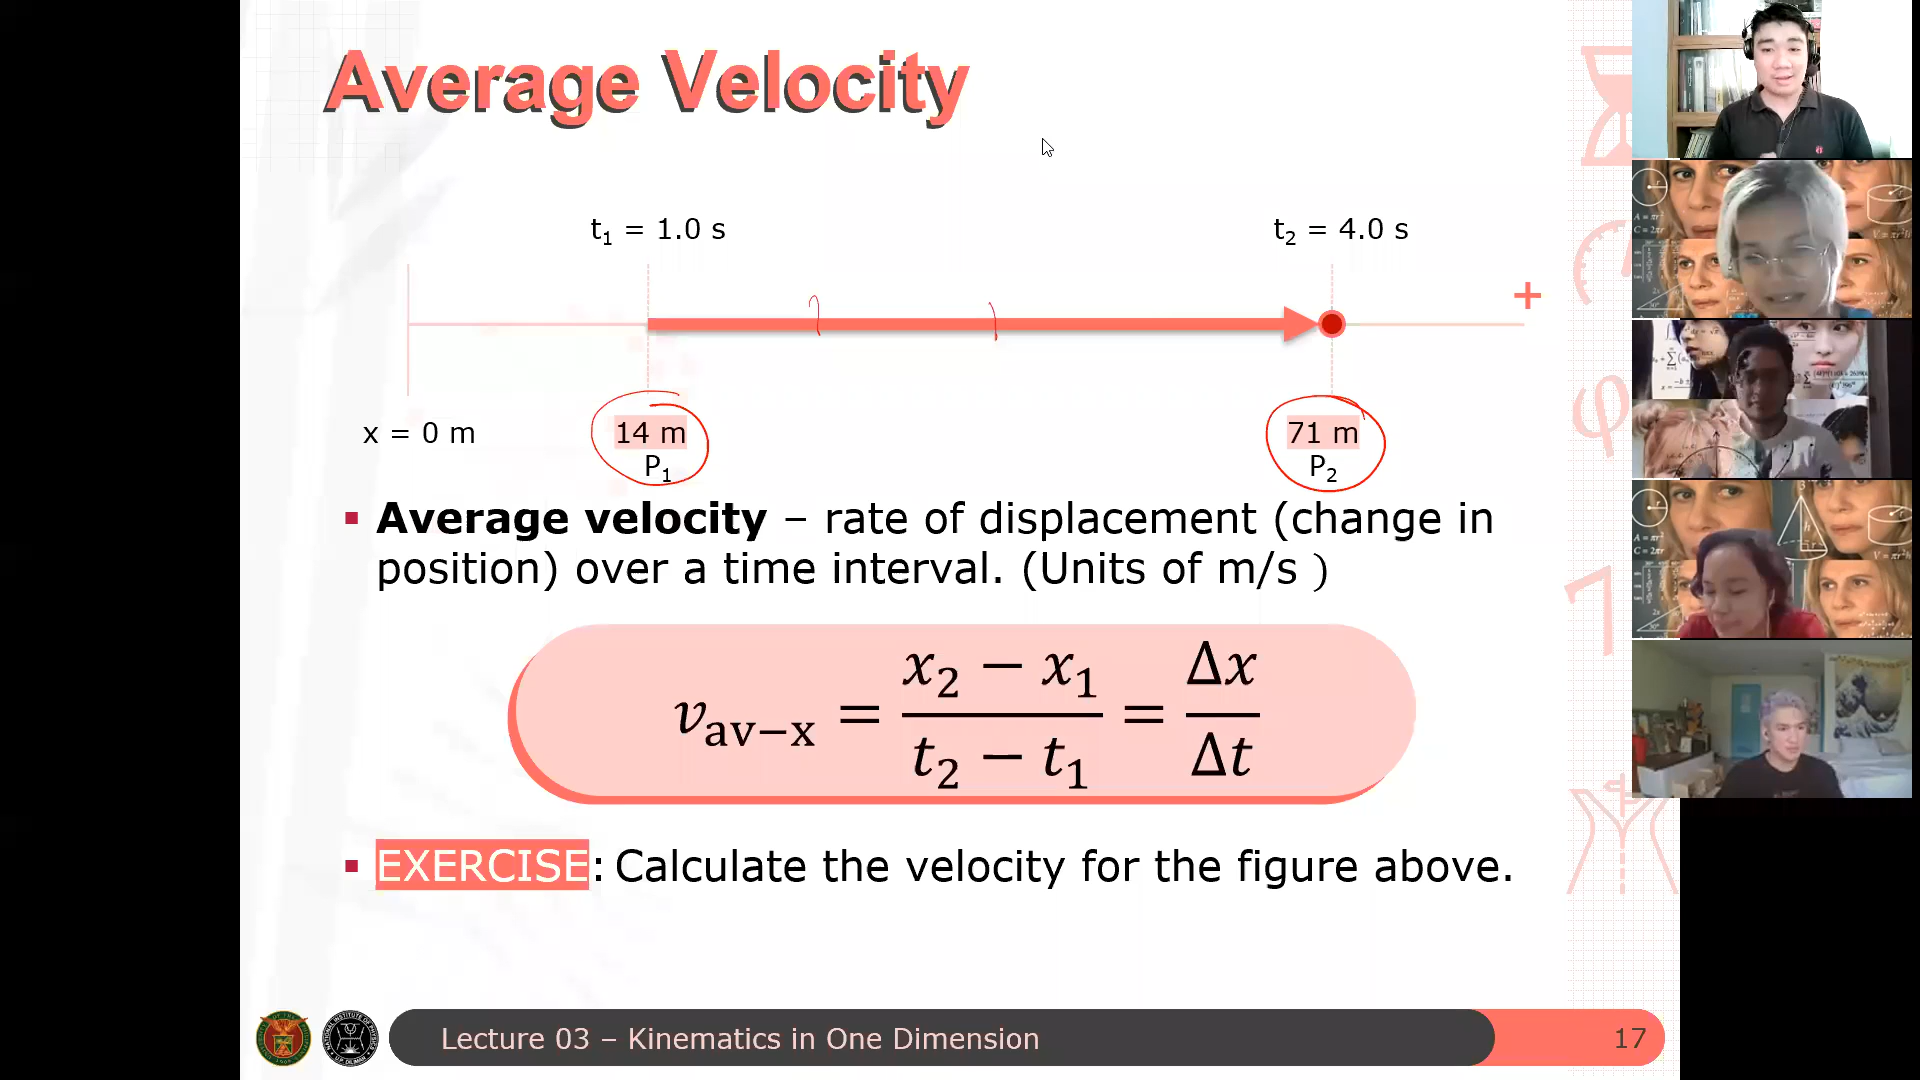 Average Velocity
t₁ = 1.0 s
t₂ = 4.0 s
+
x = 0 m
14 m
P₁
71 m
P₂
▪ Average velocity – rate of displacement (change in
position) over a time interval. (Units of m/s )
v_av−x = (x₂ − x₁)/(t₂ − t₁) = Δx/Δt
▪ EXERCISE: Calculate the velocity for the figure above.
Lecture 03 – Kinematics in One Dimension
17